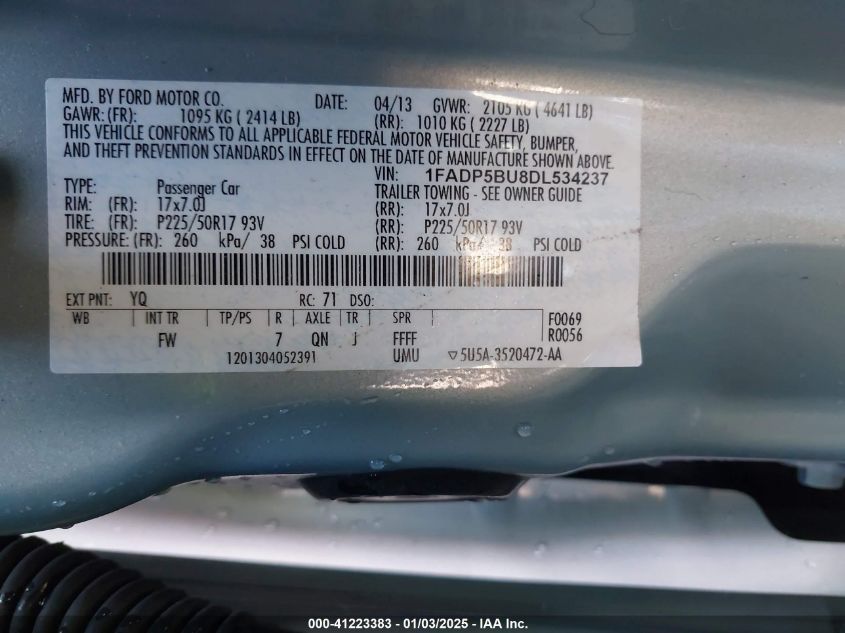 MFD. BY FORD MOTOR CO. DATE: 04/13 GVWR: 2105 KG ( 4641 LB)
GAWR: (FR): 1095 KG ( 2414 LB) (RR): 1010 KG ( 2227 LB)
THIS VEHICLE CONFORMS TO ALL APPLICABLE FEDERAL MOTOR VEHICLE SAFETY, BUMPER,
AND THEFT PREVENTION STANDARDS IN EFFECT ON THE DATE OF MANUFACTURE SHOWN ABOVE.
VIN: 1FADP5BU8DL534237
TYPE: Passenger Car TRAILER TOWING - SEE OWNER GUIDE
RIM: (FR): 17x7.0J (RR): 17x7.0J
TIRE: (FR): P225/50R17 93V (RR): P225/50R17 93V
PRESSURE: (FR): 260 kPa/ 38 PSI COLD (RR): 260 kPa/ 38 PSI COLD
EXT PNT: YQ RC: 71 DSO:
WB INT TR TP/PS R AXLE TR SPR F0069
FW 7 QN J FFFF R0056
1201304052391 UMU ▽5U5A-3520472-AA
000-41223383 - 01/03/2025 - IAA Inc.